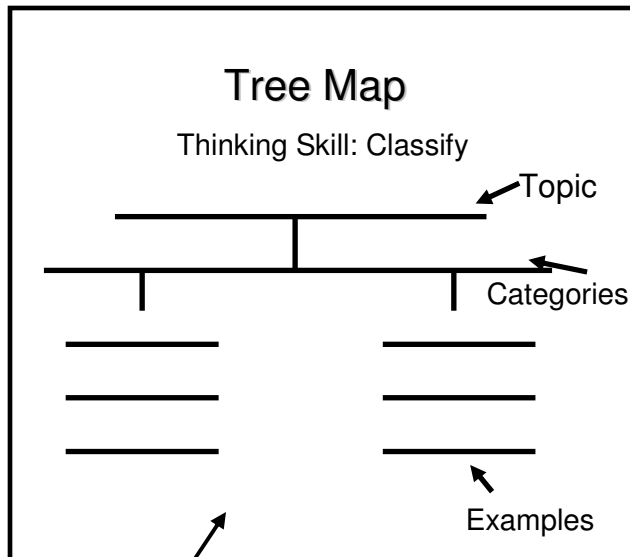 Tree Map
Thinking Skill: Classify
Topic
Categories
Examples